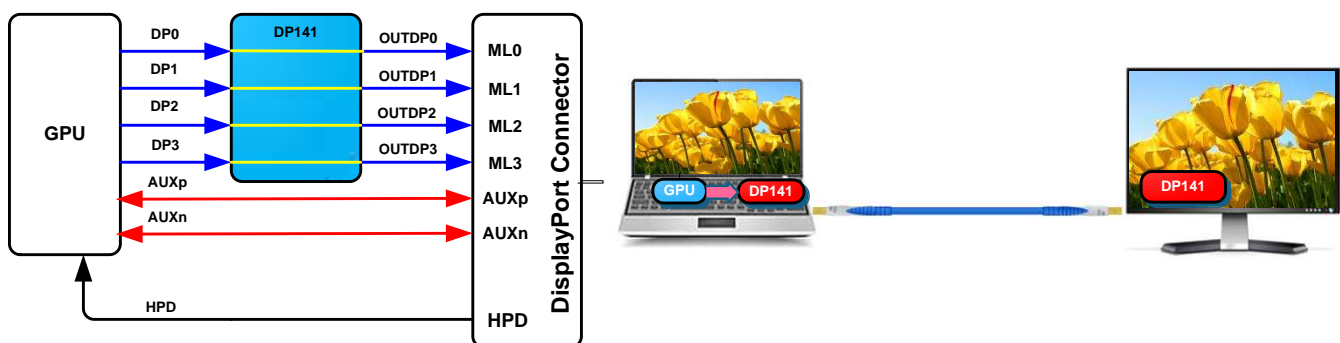 GPU
DP0
DP1
DP2
DP3
AUXp
AUXn
HPD
DP141
OUTDP0
OUTDP1
OUTDP2
OUTDP3
ML0
ML1
ML2
ML3
AUXp
AUXn
HPD
DisplayPort Connector
GPU
DP141
DP141